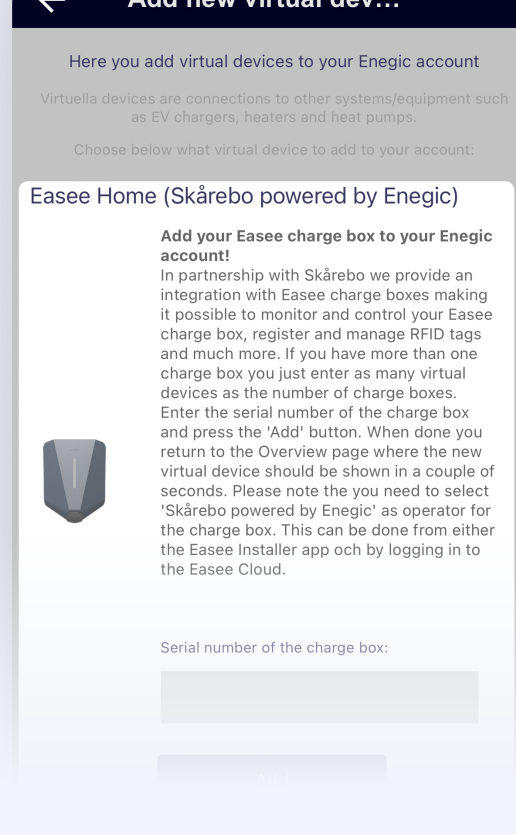 Add new virtual dev...
Here you add virtual devices to your Enegic account
Virtuella devices are connections to other systems/equipment such
as EV chargers, heaters and heat pumps.
Choose below what virtual device to add to your account:
Easee Home (Skårebo powered by Enegic)
Add your Easee charge box to your Enegic
account!
In partnership with Skårebo we provide an
integration with Easee charge boxes making
it possible to monitor and control your Easee
charge box, register and manage RFID tags
and much more. If you have more than one
charge box you just enter as many virtual
devices as the number of charge boxes.
Enter the serial number of the charge box
and press the 'Add' button. When done you
return to the Overview page where the new
virtual device should be shown in a couple of
seconds. Please note the you need to select
'Skårebo powered by Enegic' as operator for
the charge box. This can be done from either
the Easee Installer app och by logging in to
the Easee Cloud.
Serial number of the charge box: